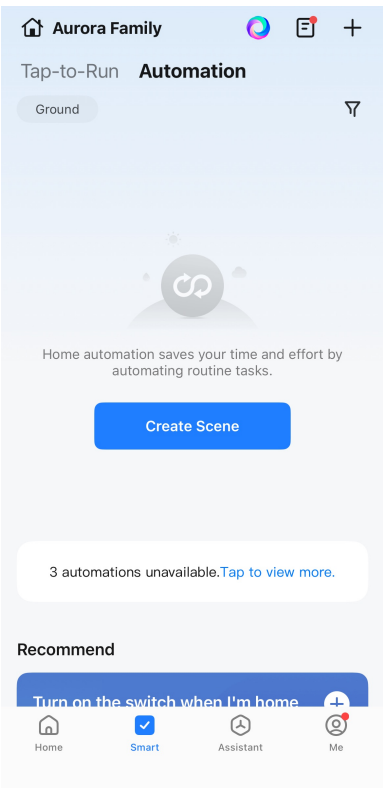 Aurora Family
Tap-to-Run Automation
Ground
Home automation saves your time and effort by
automating routine tasks.
Create Scene
3 automations unavailable.Tap to view more.
Recommend
Turn on the switch when I'm home
Home Smart Assistant Me